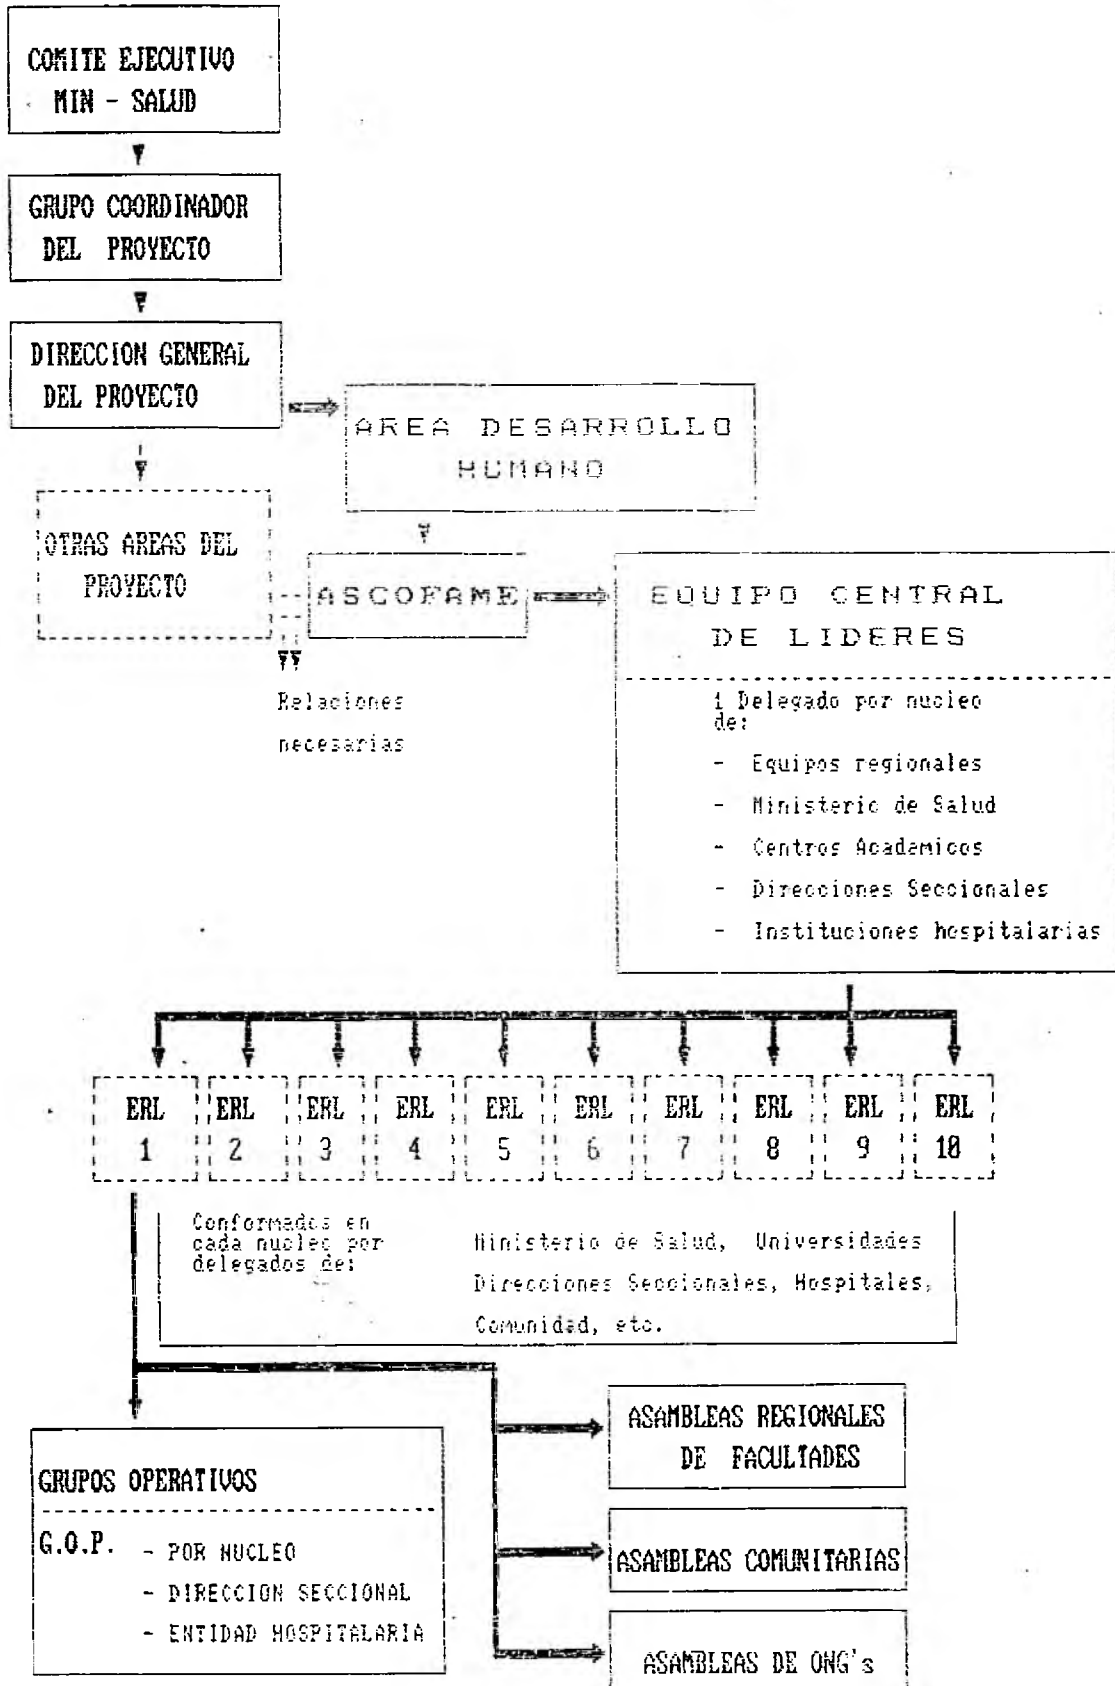 COMITE EJECUTIVO
MIN - SALUD
GRUPO COORDINADOR
DEL PROYECTO
DIRECCION GENERAL
DEL PROYECTO
AREA DESARROLLO
HUMANO
OTRAS AREAS DEL
PROYECTO
ASCOFAME
EQUIPO CENTRAL
DE LIDERES
Relaciones
necesarias
1 Delegado por nucleo
de:
- Equipos regionales
- Ministerio de Salud
- Centros Academicos
- Direcciones Seccionales
- Instituciones hospitalarias
ERL ERL ERL ERL ERL ERL ERL ERL ERL ERL
1 2 3 4 5 6 7 8 9 10
Conformados en
cada nucleo por
delegados de:
Ministerio de Salud, Universidades
Direcciones Seccionales, Hospitales,
Comunidad, etc.
GRUPOS OPERATIVOS
G.O.P. - POR NUCLEO
- DIRECCION SECCIONAL
- ENTIDAD HOSPITALARIA
ASAMBLEAS REGIONALES
DE FACULTADES
ASAMBLEAS COMUNITARIAS
ASAMBLEAS DE ONG's